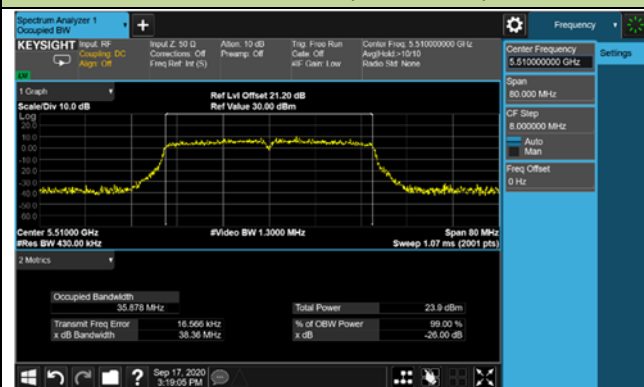 Spectrum Analyzer 1
Occupied BW
Frequency
KEYSIGHT
Input: RF
Coupling: DC
Align: Off
Input Z: 50 Ω
Corrections: Off
Freq Ref: Int (S)
Atten: 10 dB
Preamp: Off
Trig: Free Run
Gate: Off
#IF Gain: Low
Center Freq: 5.510000000 GHz
Avg|Hold:>10/10
Radio Std: None
LVI
Center Frequency
5.510000000 GHz
Settings
Span
80.000 MHz
CF Step
8.000000 MHz
Auto
Man
Freq Offset
0 Hz
1 Graph
Scale/Div 10.0 dB
Ref Lvl Offset 21.20 dB
Ref Value 30.00 dBm
Log
20.0
10.0
0.00
-10.0
-20.0
-30.0
-40.0
-50.0
-60.0
Center 5.51000 GHz
#Video BW 1.3000 MHz
Span 80 MHz
#Res BW 430.00 kHz
Sweep 1.07 ms (2001 pts)
2 Metrics
Occupied Bandwidth
35.878 MHz
Total Power
23.9 dBm
Transmit Freq Error
16.566 kHz
% of OBW Power
99.00 %
x dB Bandwidth
38.36 MHz
x dB
-26.00 dB
?
Sep 17, 2020
3:19:05 PM